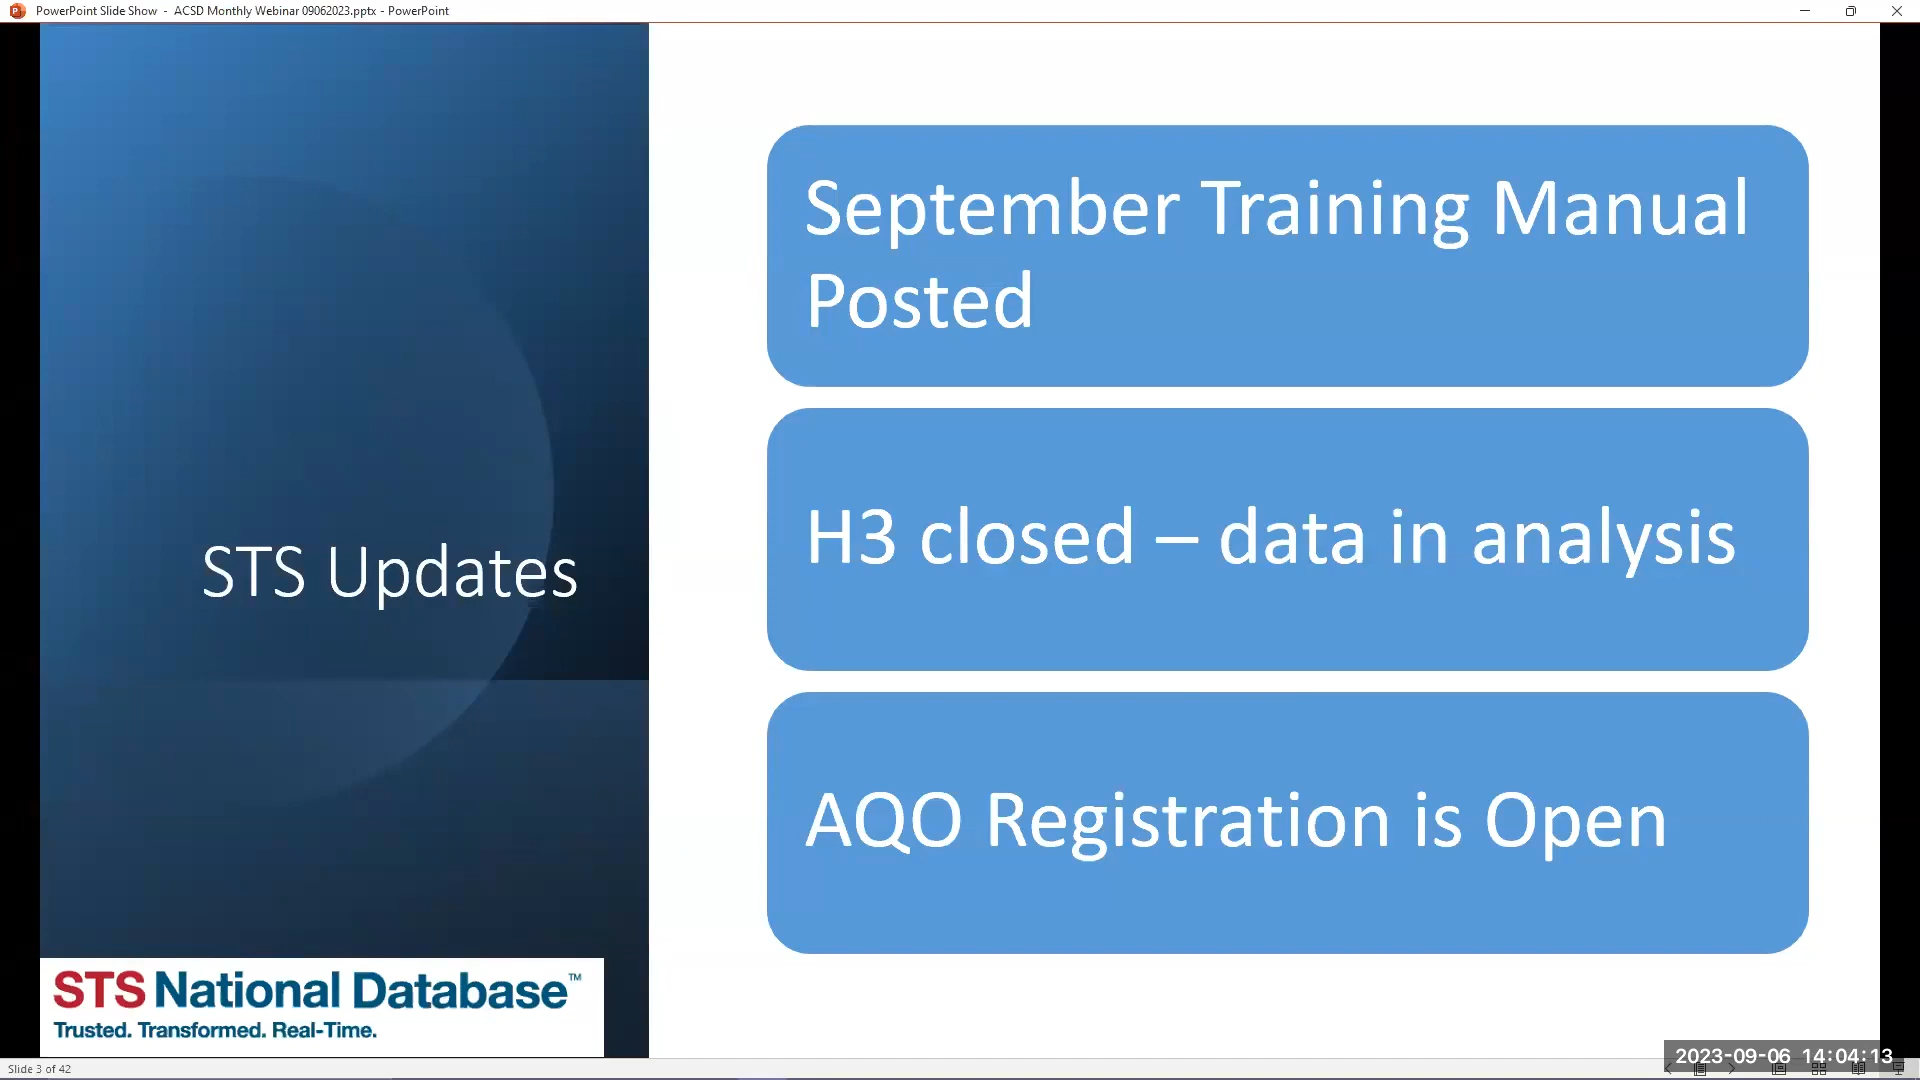 PowerPoint Slide Show - ACSD Monthly Webinar 09062023.pptx - PowerPoint
STS Updates
September Training Manual
Posted
H3 closed – data in analysis
AQO Registration is Open
STS National Database™
Trusted. Transformed. Real-Time.
2023-09-06 14:04:13
Slide 3 of 42